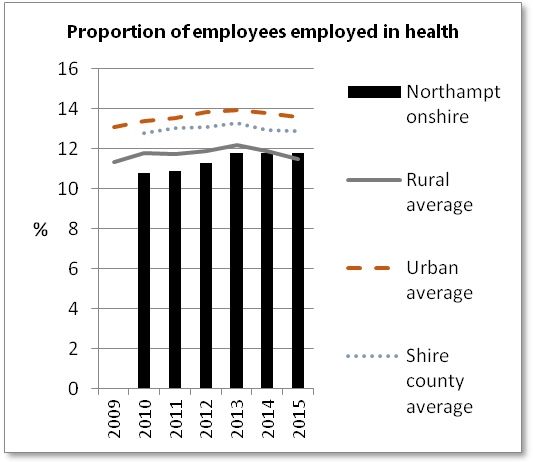 Proportion of employees employed in health
16
14
12
10
8
6
4
2
0
%
2009
2010
2011
2012
2013
2014
2015
Northampt
onshire
Rural
average
Urban
average
Shire
county
average